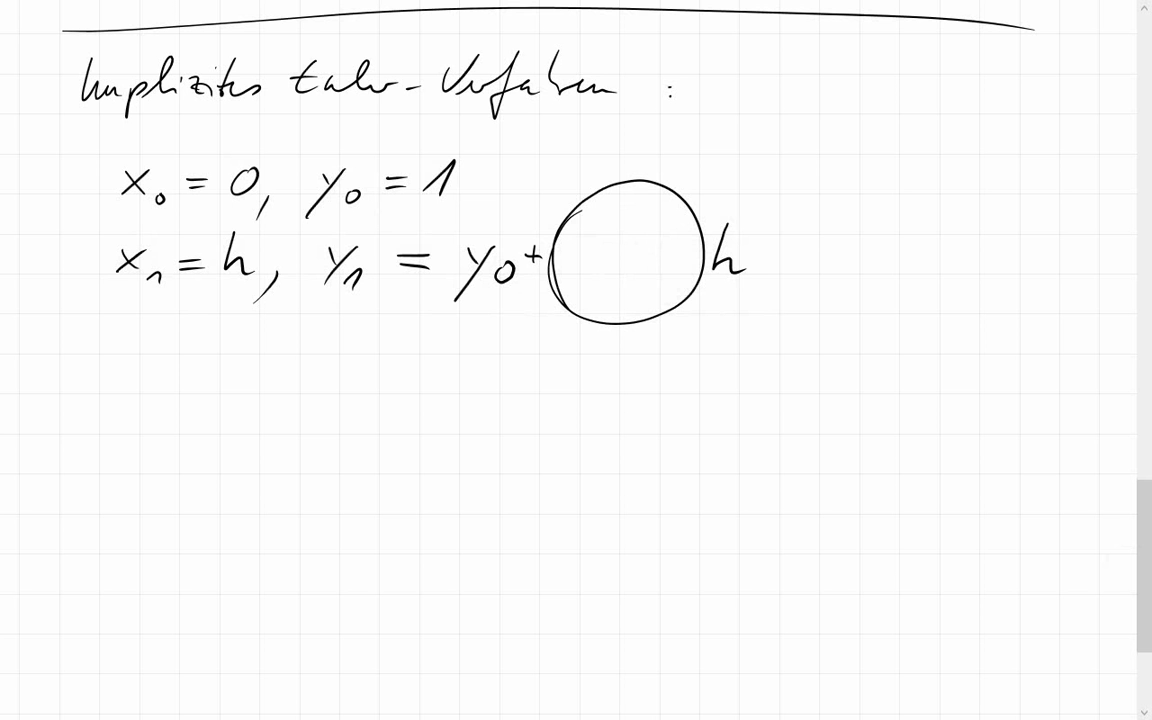 Implizites Euler-Verfahren :
x₀ = 0, y₀ = 1
x₁ = h, y₁ = y₀ + h